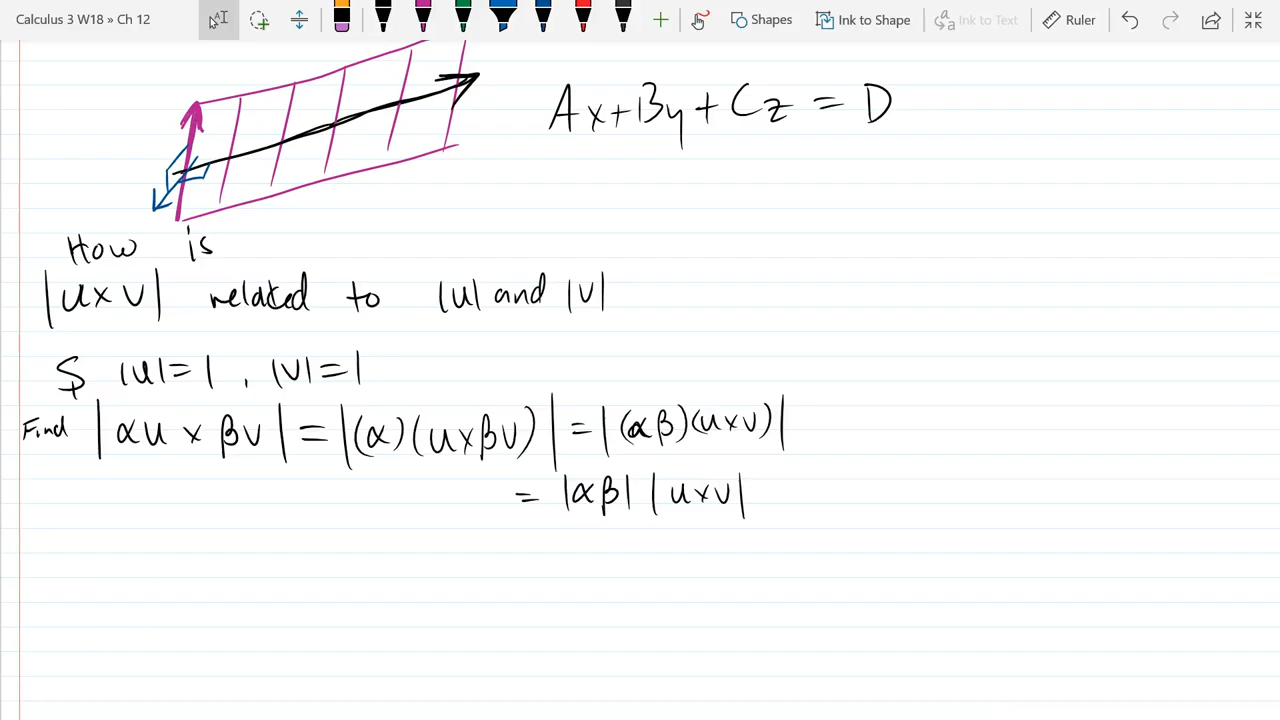 Calculus 3 W18 » Ch 12
Shapes
Ink to Shape
Ink to Text
Ruler
Ax+By+Cz = D
How is
|u×v| related to |u| and |v|
$ |u|=1, |v|=1
Find |αu × βv| = |(α)(u×βv)| = |(αβ)(u×v)|
= |αβ| |u×v|